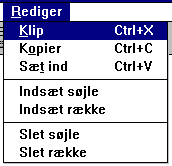 Rediger
Klip Ctrl+X
Kopier Ctrl+C
Sæt ind Ctrl+V
Indsæt søjle
Indsæt række
Slet søjle
Slet række